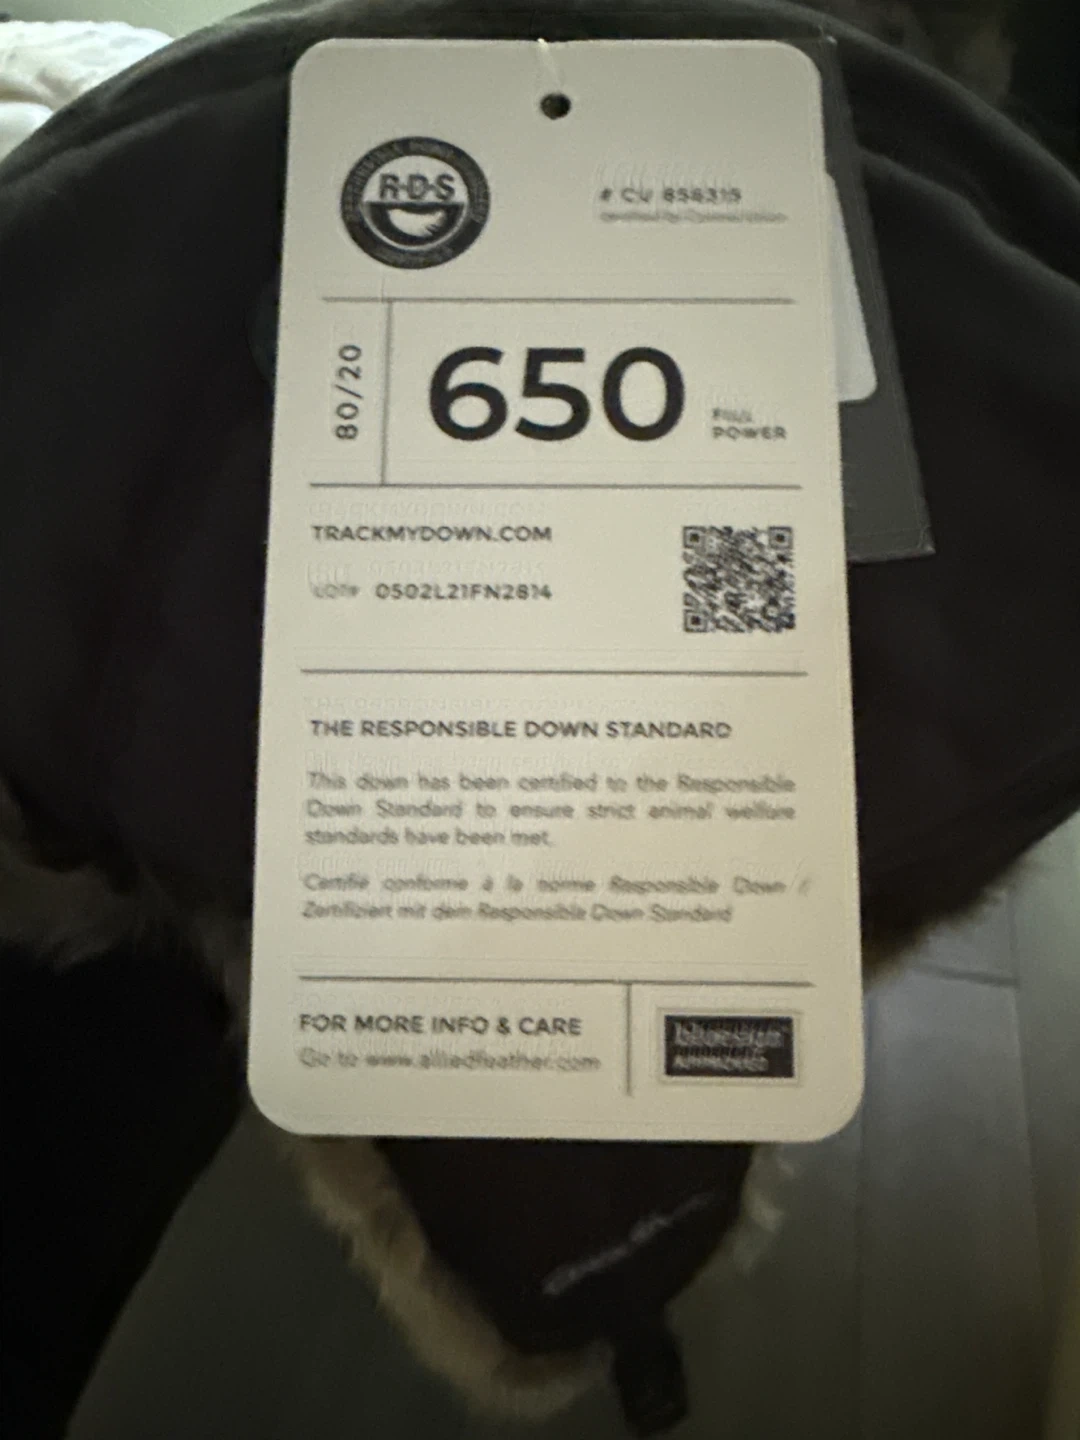 R·D·S
# CU 856315
80/20
650
FILL
POWER
TRACKMYDOWN.COM
LOT# 0502L21FN2814
THE RESPONSIBLE DOWN STANDARD
This down has been certified to the Responsible
Down Standard to ensure strict animal welfare
standards have been met.
Certifié conforme à la norme Responsible Down /
Zertifiziert mit dem Responsible Down Standard
FOR MORE INFO & CARE
Go to www.alliedfeather.com
APPROVED